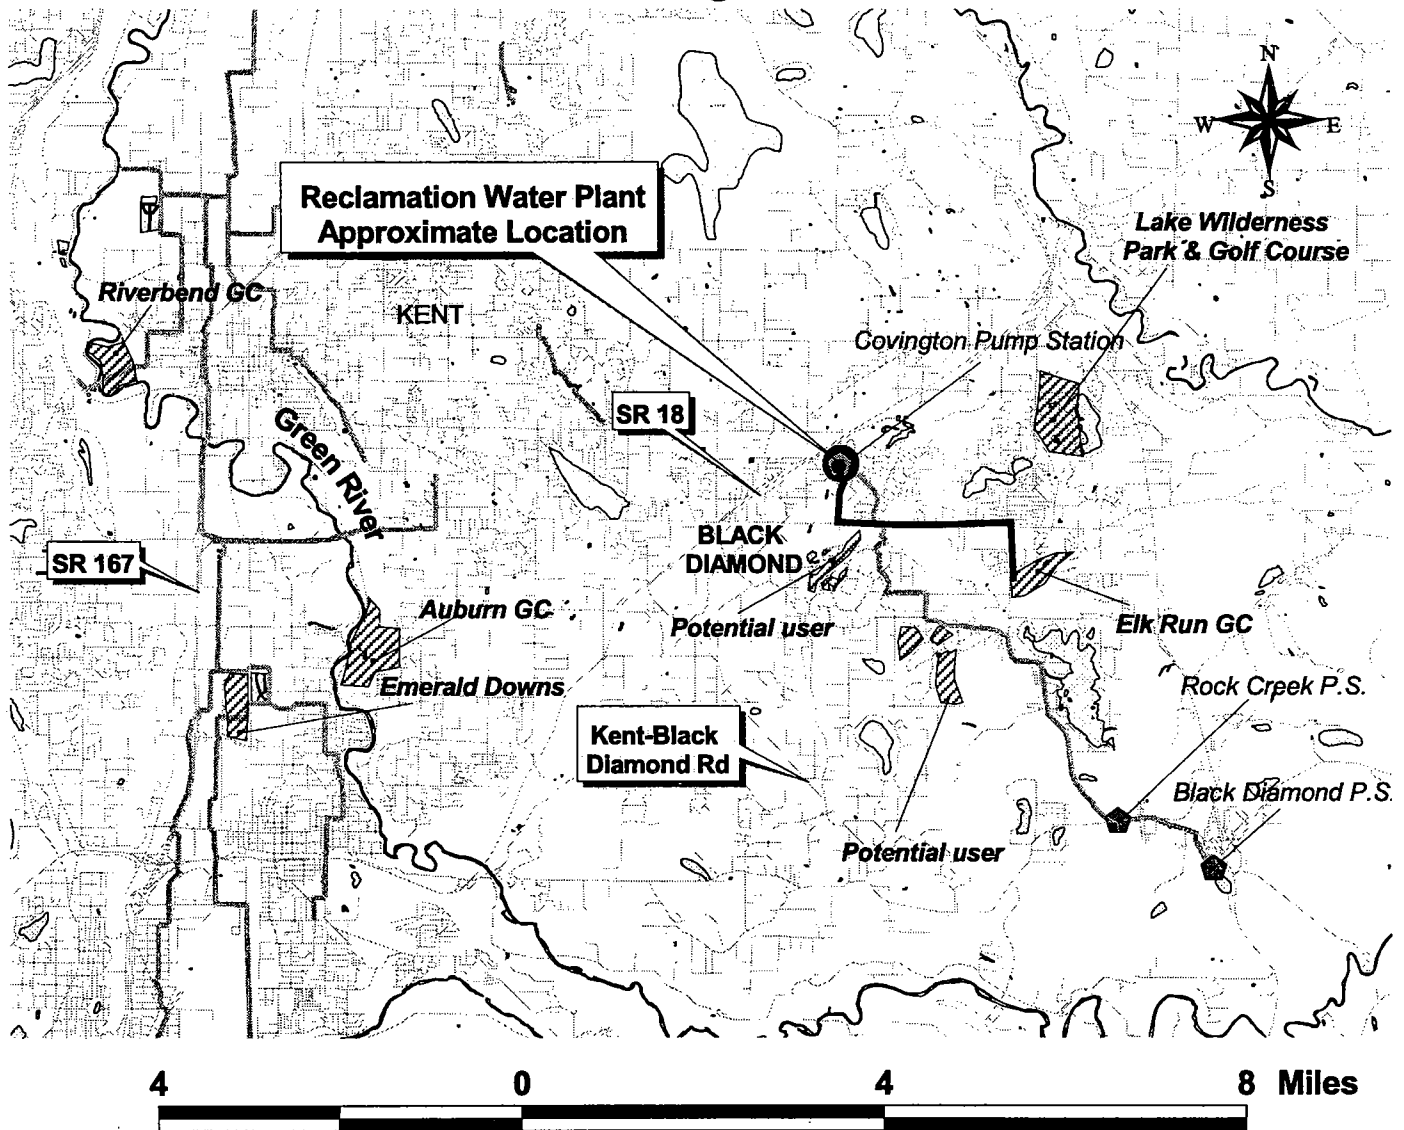 N
W E
S
Reclamation Water Plant
Approximate Location
Lake Wilderness
Park & Golf Course
Riverbend GC
KENT
Covington Pump Station
SR 18
Green River
BLACK
DIAMOND
SR 167
Auburn GC
Potential user
Elk Run GC
Emerald Downs
Rock Creek P.S.
Kent-Black
Diamond Rd
Black Diamond P.S.
Potential user
4 0 4 8 Miles